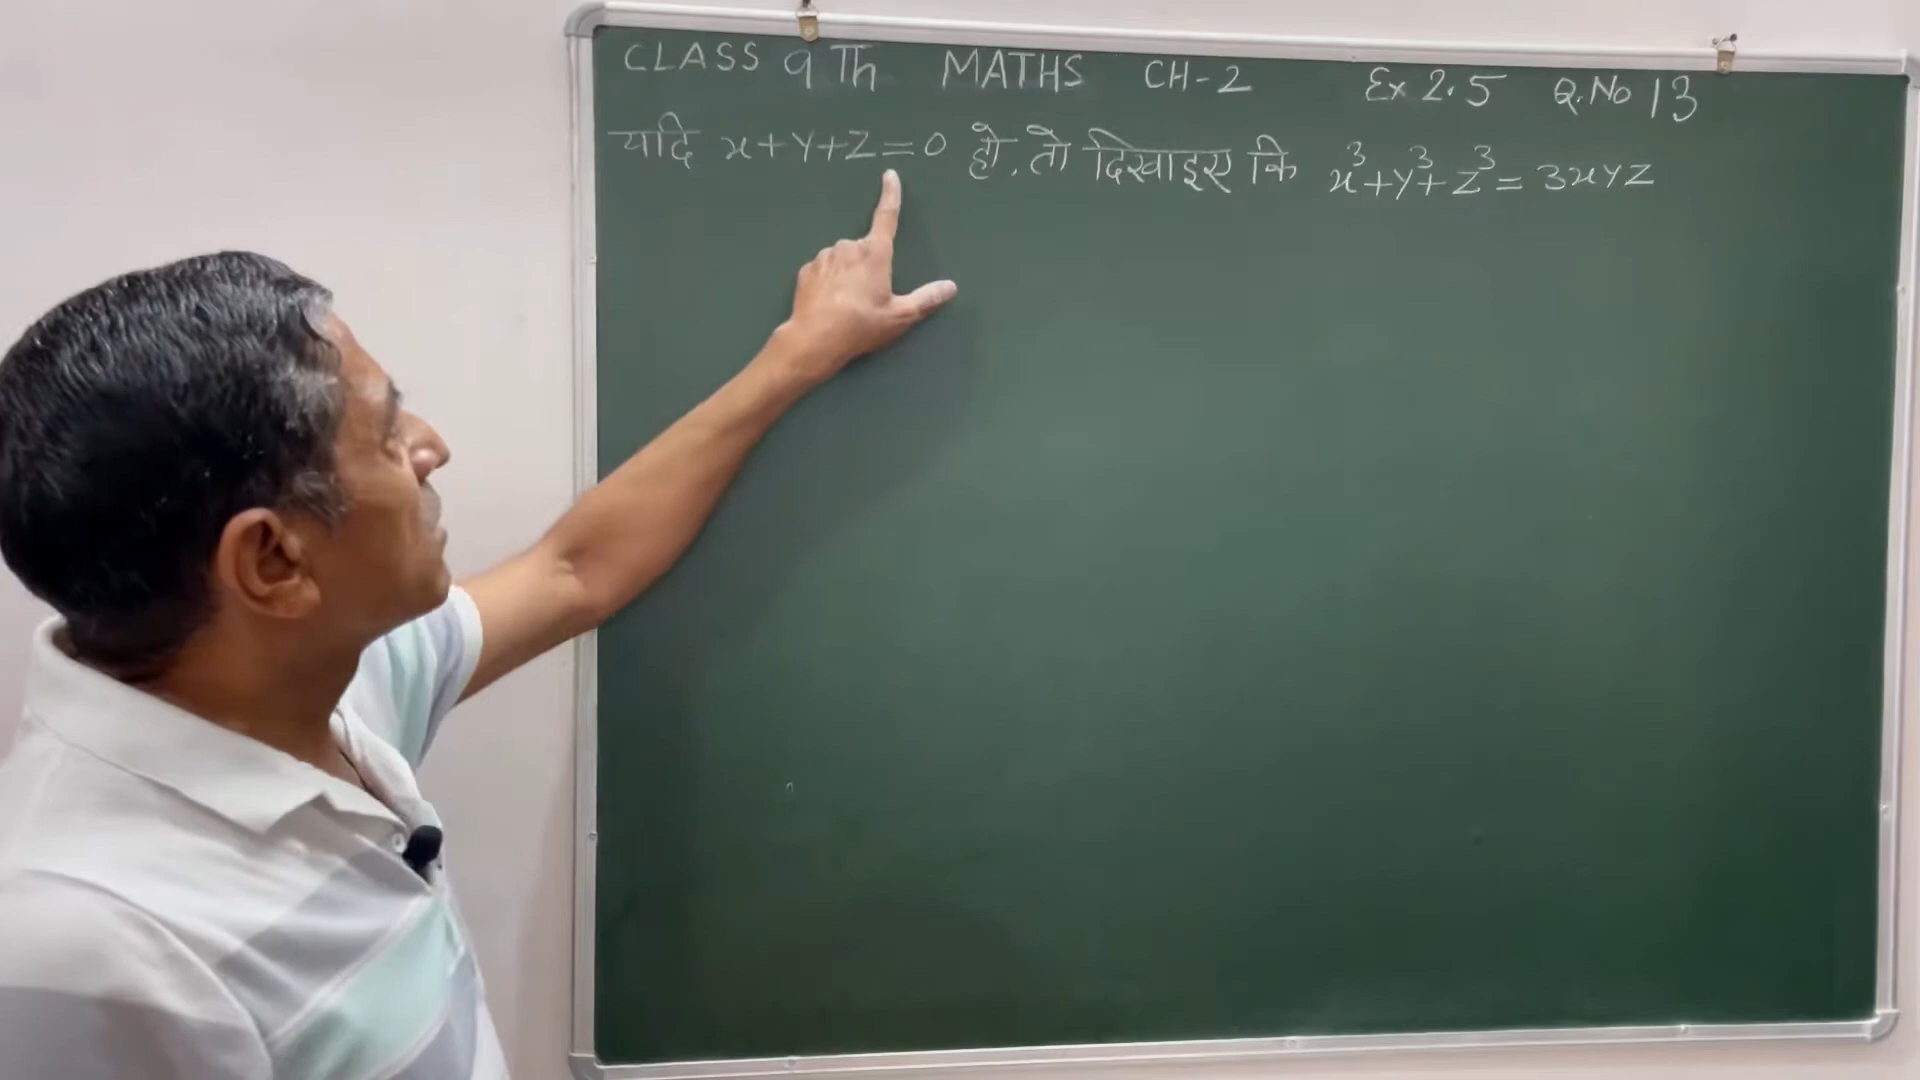 CLASS 9 Th MATHS CH-2 Ex 2.5 Q.No 13
यदि x+y+z=0 हो, तो दिखाइए कि x³+y³+z³=3xyz